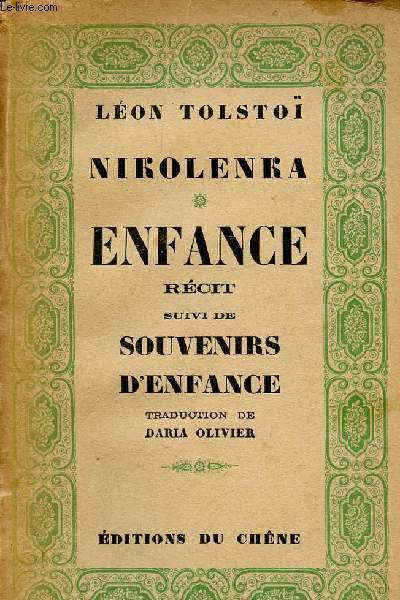 Le-livre.com
LÉON TOLSTOÏ
NIKOLENKA
ENFANCE
RÉCIT
SUIVI DE
SOUVENIRS
D'ENFANCE
TRADUCTION DE
DARIA OLIVIER
ÉDITIONS DU CHÊNE